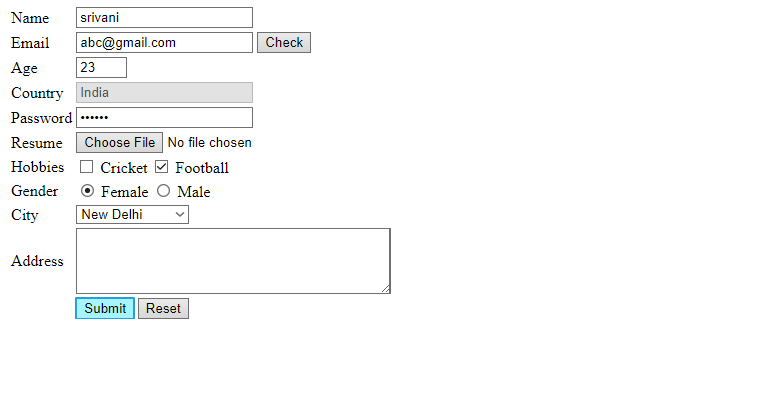 Name srivani
Email abc@gmail.com Check
Age 23
Country India
Password ••••••
Resume Choose File No file chosen
Hobbies Cricket Football
Gender Female Male
City New Delhi
Address
Submit Reset